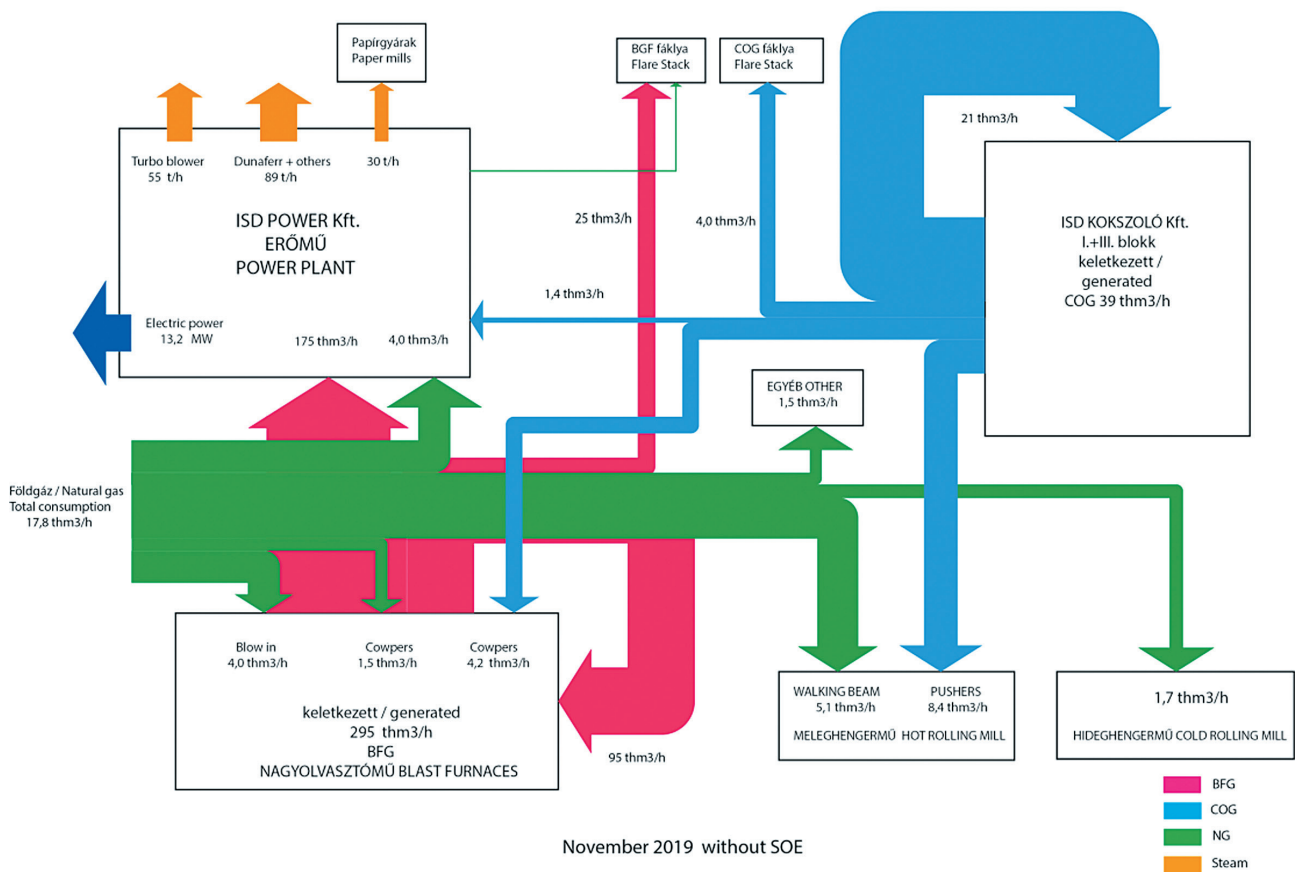 Papírgyárak
Paper mills
BGF fáklya
Flare Stack
COG fáklya
Flare Stack
21 thm3/h
Turbo blower
55 t/h
Dunaferr + others
89 t/h
30 t/h
ISD POWER Kft.
ERŐMŰ
POWER PLANT
25 thm3/h
4,0 thm3/h
ISD KOKSZOLÓ Kft.
I.+III. blokk
keletkezett /
generated
COG 39 thm3/h
1,4 thm3/h
Electric power
13,2 MW
175 thm3/h
4,0 thm3/h
EGYÉB OTHER
1,5 thm3/h
Földgáz / Natural gas
Total consumption
17,8 thm3/h
Blow in
4,0 thm3/h
Cowpers
1,5 thm3/h
Cowpers
4,2 thm3/h
keletkezett / generated
295 thm3/h
BFG
NAGYOLVASZTÓMŰ BLAST FURNACES
95 thm3/h
WALKING BEAM
5,1 thm3/h
PUSHERS
8,4 thm3/h
MELEGHENGERMŰ HOT ROLLING MILL
1,7 thm3/h
HIDEGHENGERMŰ COLD ROLLING MILL
BFG
COG
NG
Steam
November 2019 without SOE